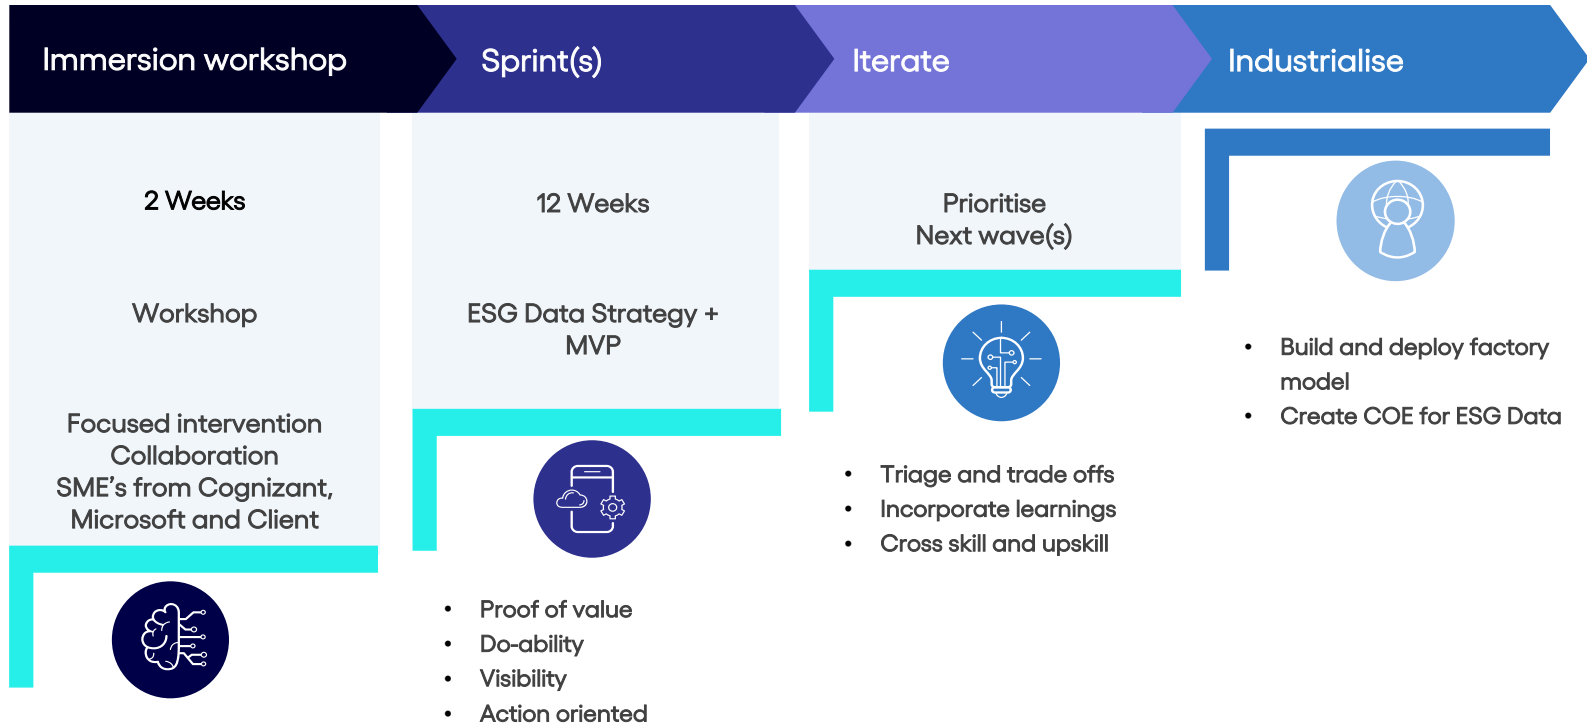 Immersion workshop
Sprint(s)
Iterate
Industrialise
2 Weeks
Workshop
Focused intervention
Collaboration
SME's from Cognizant,
Microsoft and Client
12 Weeks
ESG Data Strategy +
MVP
• Proof of value
• Do-ability
• Visibility
• Action oriented
Prioritise
Next wave(s)
• Triage and trade offs
• Incorporate learnings
• Cross skill and upskill
• Build and deploy factory
model
• Create COE for ESG Data